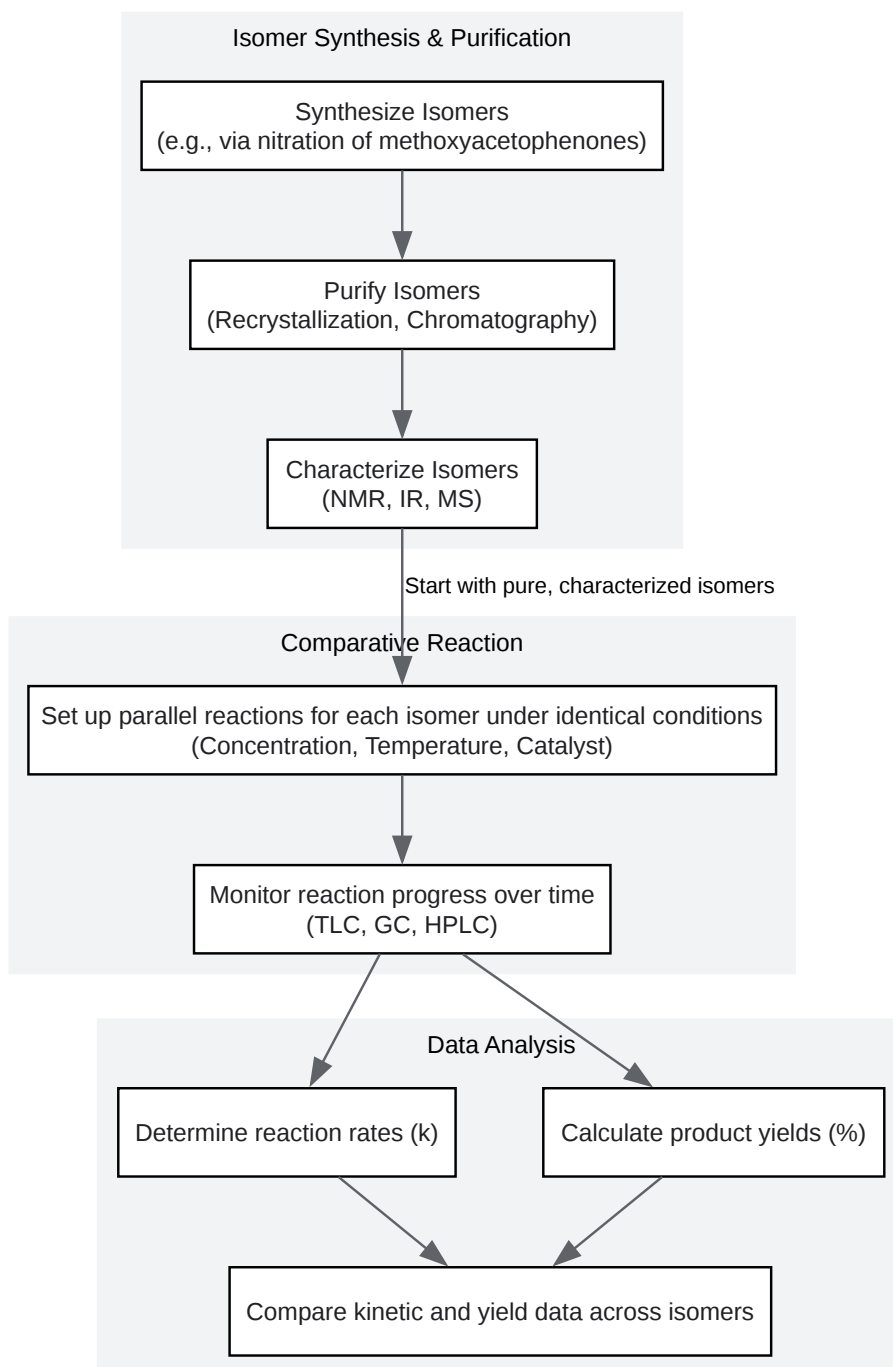 Isomer Synthesis & Purification
Synthesize Isomers
(e.g., via nitration of methoxyacetophenones)
Purify Isomers
(Recrystallization, Chromatography)
Characterize Isomers
(NMR, IR, MS)
Start with pure, characterized isomers
Comparative Reaction
Set up parallel reactions for each isomer under identical conditions
(Concentration, Temperature, Catalyst)
Monitor reaction progress over time
(TLC, GC, HPLC)
Data Analysis
Determine reaction rates (k)
Calculate product yields (%)
Compare kinetic and yield data across isomers